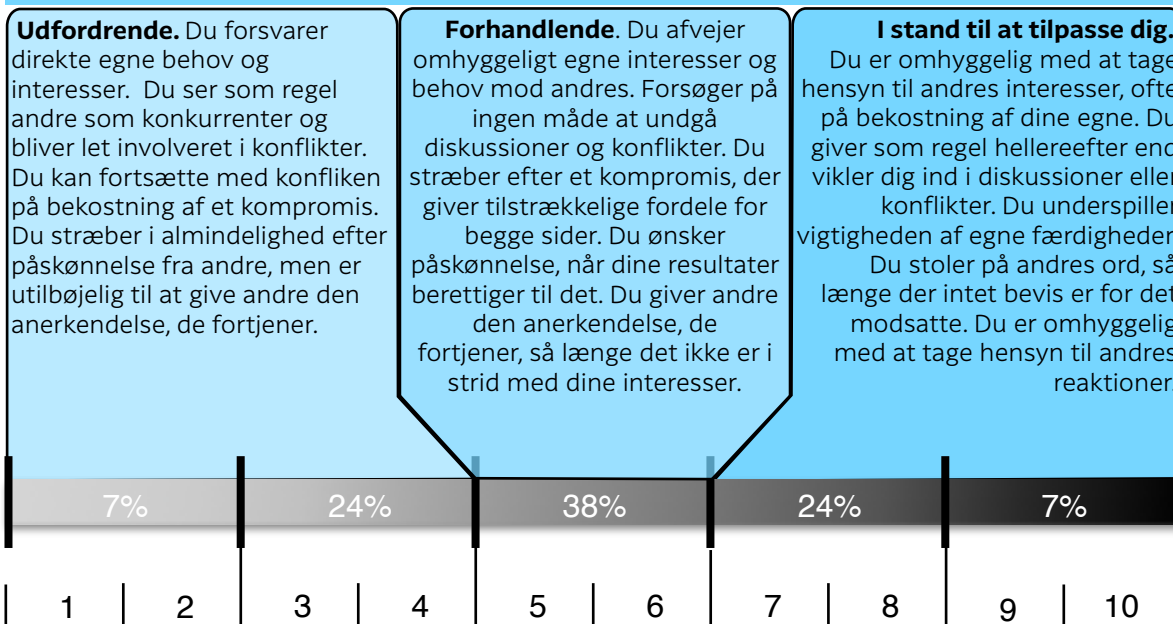 Udfordrende. Du forsvarer
direkte egne behov og
interesser. Du ser som regel
andre som konkurrenter og
bliver let involveret i konflikter.
Du kan fortsætte med konfliken
på bekostning af et kompromis.
Du stræber i almindelighed efter
påskønnelse fra andre, men er
utilbøjelig til at give andre den
anerkendelse, de fortjener.
Forhandlende. Du afvejer
omhyggeligt egne interesser og
behov mod andres. Forsøger på
ingen måde at undgå
diskussioner og konflikter. Du
stræber efter et kompromis, der
giver tilstrækkelige fordele for
begge sider. Du ønsker
påskønnelse, når dine resultater
berettiger til det. Du giver andre
den anerkendelse, de
fortjener, så længe det ikke er i
strid med dine interesser.
I stand til at tilpasse dig.
Du er omhyggelig med at tage
hensyn til andres interesser, ofte
på bekostning af dine egne. Du
giver som regel hellereefter end
vikler dig ind i diskussioner eller
konflikter. Du underspiller
vigtigheden af egne færdigheder.
Du stoler på andres ord, så
længe der intet bevis er for det
modsatte. Du er omhyggelig
med at tage hensyn til andres
reaktioner.
7% 24% 38% 24% 7%
1 2 3 4 5 6 7 8 9 10